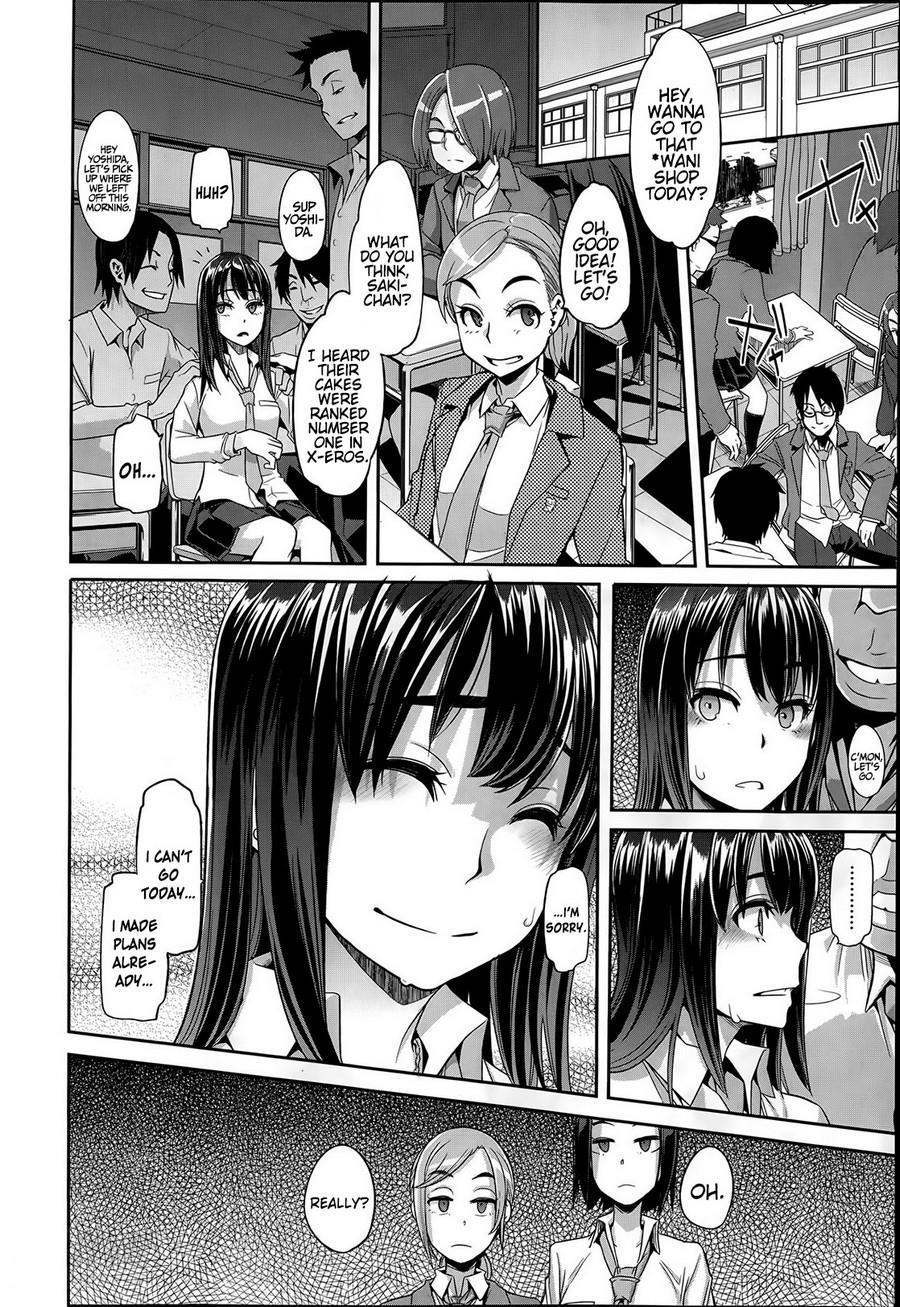 HEY,
WANNA
GO TO
THAT
*WANI
SHOP
TODAY?
OH,
GOOD
IDEA!
LET'S
GO!
WHAT
DO YOU
THINK,
SAKI-
CHAN?
I HEARD
THEIR
CAKES
WERE
RANKED
NUMBER
ONE IN
X-EROS.
SUP
YOSHI-
DA.
HUH?
HEY
YOSHIDA,
LET'S PICK
UP WHERE
WE LEFT
OFF THIS
MORNING.
OH...
C'MON,
LET'S
GO.
.........
...I'M
SORRY.
I CAN'T
GO
TODAY...
I MADE
PLANS
ALRE-
ADY...
OH.
REALLY?